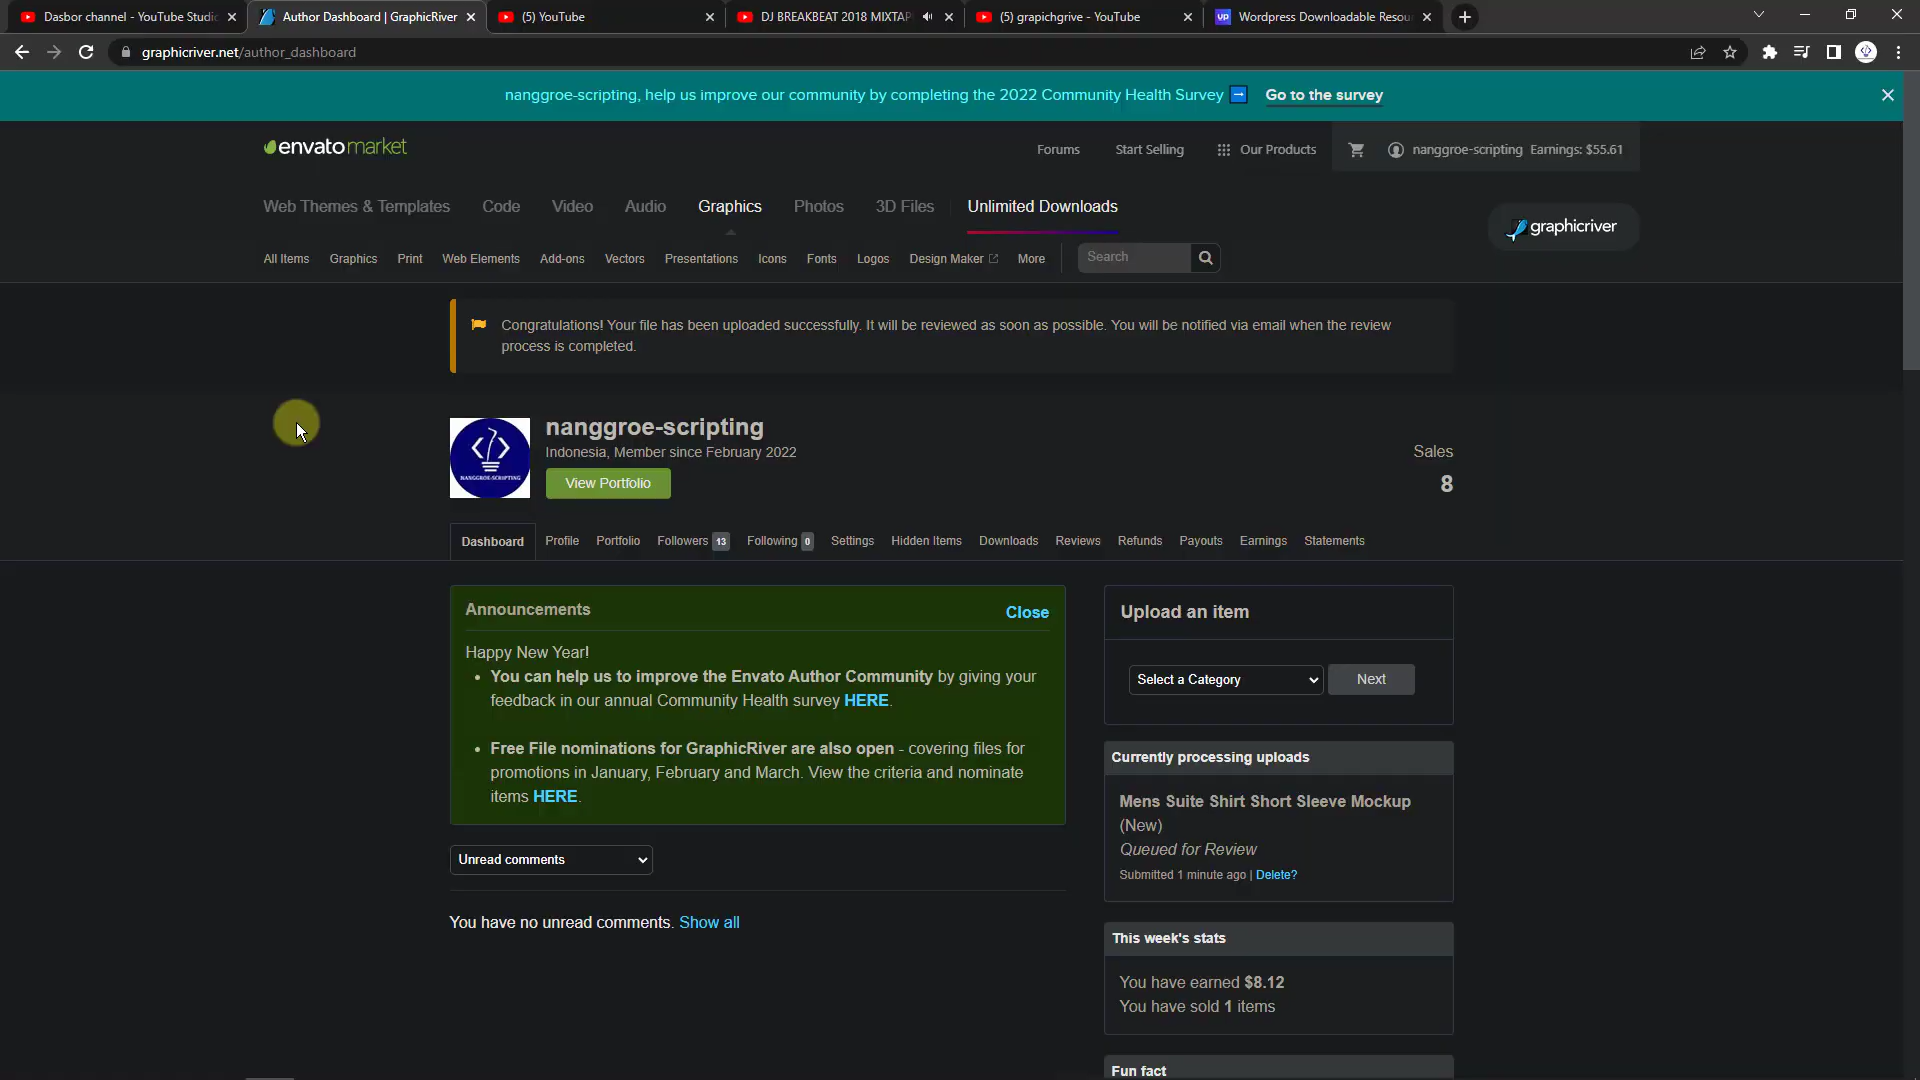 Dasbor channel - YouTube Studio
Author Dashboard | GraphicRiver
(5) YouTube
DJ BREAKBEAT 2018 MIXTAP
(5) grapichgrive - YouTube
Wordpress Downloadable Resou
graphicriver.net/author_dashboard
nanggroe-scripting, help us improve our community by completing the 2022 Community Health Survey ➡ Go to the survey
envatomarket
Forums
Start Selling
Our Products
nanggroe-scripting Earnings: $55.61
Web Themes & Templates
Code
Video
Audio
Graphics
Photos
3D Files
Unlimited Downloads
graphicriver
All Items
Graphics
Print
Web Elements
Add-ons
Vectors
Presentations
Icons
Fonts
Logos
Design Maker
More
Search
Congratulations! Your file has been uploaded successfully. It will be reviewed as soon as possible. You will be notified via email when the review
process is completed.
NANGGROE-SCRIPTING
nanggroe-scripting
Indonesia, Member since February 2022
View Portfolio
Sales
8
Dashboard
Profile
Portfolio
Followers 13
Following 0
Settings
Hidden Items
Downloads
Reviews
Refunds
Payouts
Earnings
Statements
Announcements
Close
Happy New Year!
• You can help us to improve the Envato Author Community by giving your
feedback in our annual Community Health survey HERE.
• Free File nominations for GraphicRiver are also open - covering files for
promotions in January, February and March. View the criteria and nominate
items HERE.
Unread comments
You have no unread comments. Show all
Upload an item
Select a Category
Next
Currently processing uploads
Mens Suite Shirt Short Sleeve Mockup
(New)
Queued for Review
Submitted 1 minute ago | Delete?
This week's stats
You have earned $8.12
You have sold 1 items
Fun fact